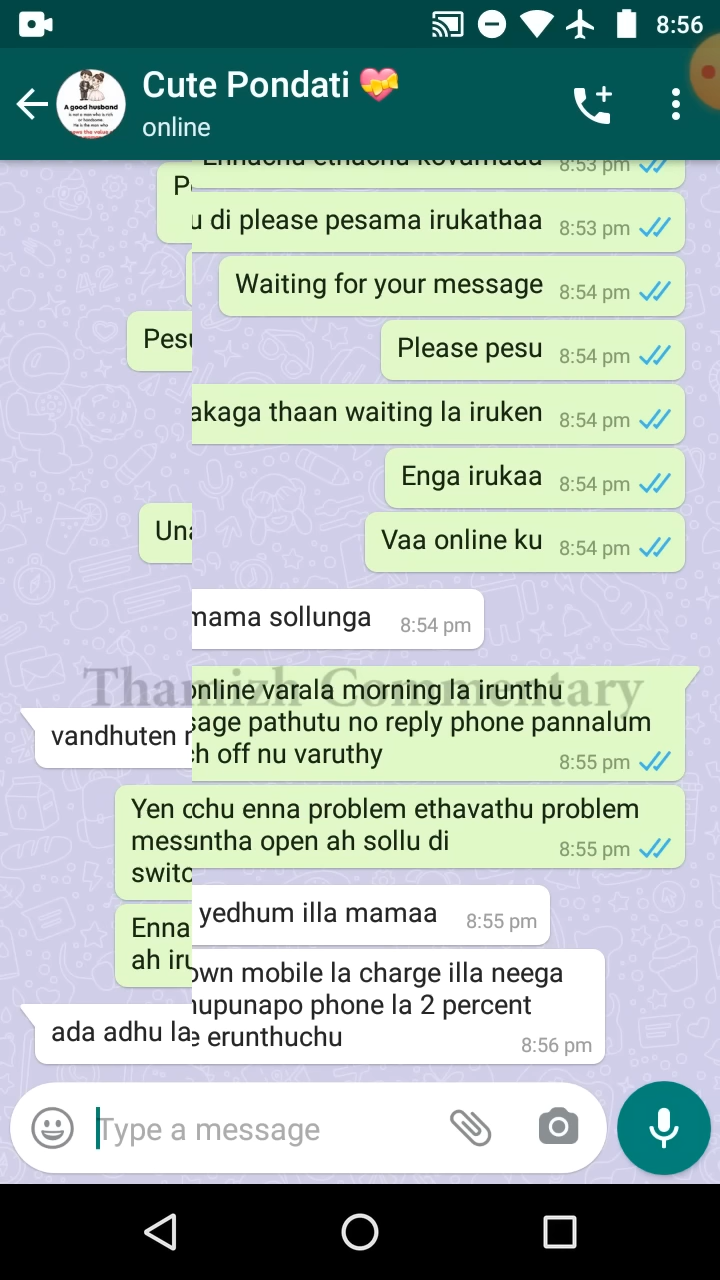 8:56
Cute Pondati 💝
online
A good husband
8:53 pm
P
u di please pesama irukathaa 8:53 pm
Waiting for your message 8:54 pm
Pesu
Please pesu 8:54 pm
akaga thaan waiting la iruken 8:54 pm
Enga irukaa 8:54 pm
Una
Vaa online ku 8:54 pm
mama sollunga 8:54 pm
Thamizh Commentary
online varala morning la irunthu
sage pathutu no reply phone pannalum
vandhuten
h off nu varuthy 8:55 pm
Yen o
chu enna problem ethavathu problem
mess
untha open ah sollu di 8:55 pm
switc
yedhum illa mamaa 8:55 pm
Enna
ah iru
own mobile la charge illa neega
nupunapo phone la 2 percent
ada adhu la
e erunthuchu
8:56 pm
Type a message